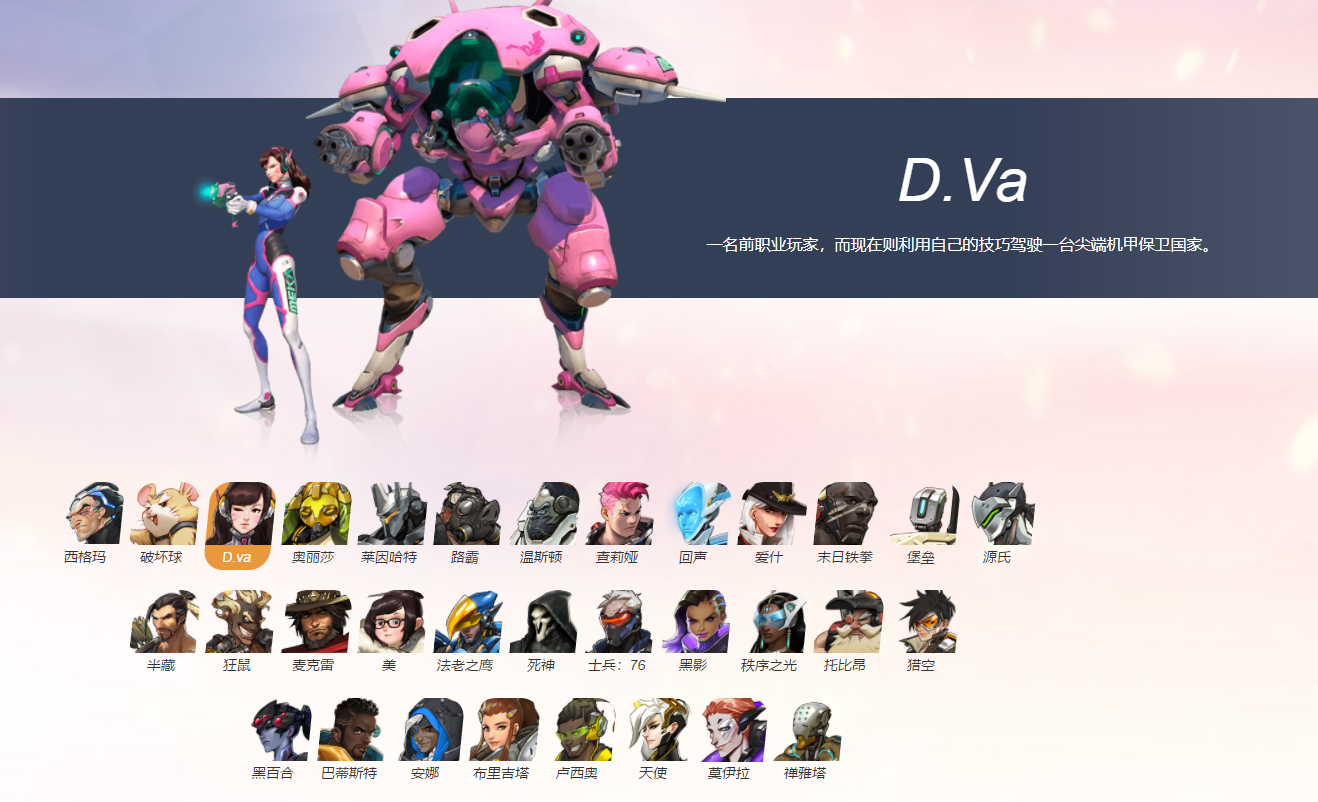 D.Va
一名前职业玩家，而现在则利用自己的技巧驾驶一台尖端机甲保卫国家。
MEKA
西格玛 破坏球 D.va 奥丽莎 莱因哈特 路霸 温斯顿 查莉娅 回声 爱什 末日铁拳 堡垒 源氏
半藏 狂鼠 麦克雷 美 法老之鹰 死神 士兵：76 黑影 秩序之光 托比昂 猎空
黑百合 巴蒂斯特 安娜 布里吉塔 卢西奥 天使 莫伊拉 禅雅塔